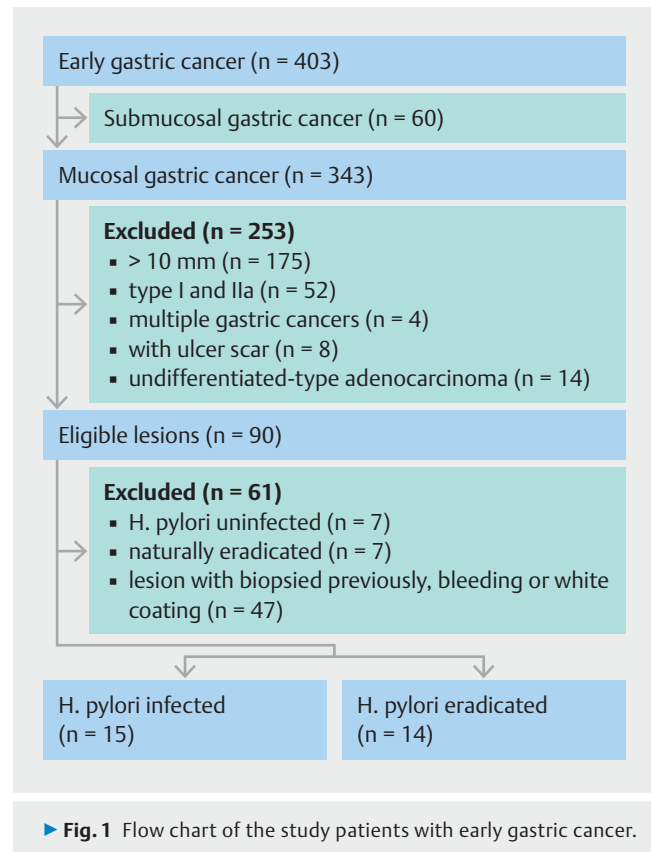 Early gastric cancer (n = 403)
Submucosal gastric cancer (n = 60)
Mucosal gastric cancer (n = 343)
Excluded (n = 253)
▪ > 10 mm (n = 175)
▪ type I and IIa (n = 52)
▪ multiple gastric cancers (n = 4)
▪ with ulcer scar (n = 8)
▪ undifferentiated-type adenocarcinoma (n = 14)
Eligible lesions (n = 90)
Excluded (n = 61)
▪ H. pylori uninfected (n = 7)
▪ naturally eradicated (n = 7)
▪ lesion with biopsied previously, bleeding or white
coating (n = 47)
H. pylori infected
(n = 15)
H. pylori eradicated
(n = 14)
▶ Fig. 1 Flow chart of the study patients with early gastric cancer.